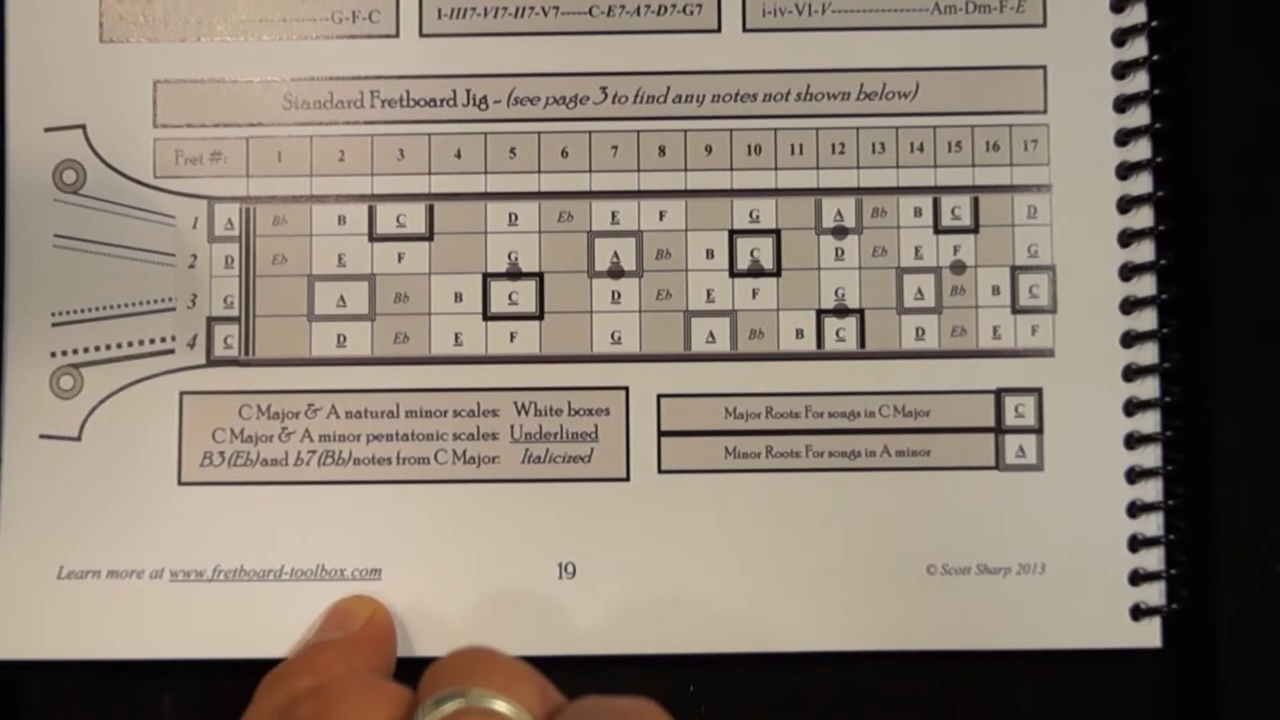 G-F-C
I-III7-VI7-II7-V7-----C-E7-A7-D7-G7
i-iv-VI-V----------------Am-Dm-F-E
Standard Fretboard Jig - (see page 3 to find any notes not shown below)
Fret #: 1 2 3 4 5 6 7 8 9 10 11 12 13 14 15 16 17
1 A Bb B C D Eb E F G A Bb B C D
2 D Eb E F G A Bb B C D Eb E F G
3 G A Bb B C D Eb E F G A Bb B C
4 C D Eb E F G A Bb B C D Eb E F
C Major & A natural minor scales: White boxes
C Major & A minor pentatonic scales: Underlined
B3 (Eb) and b7 (Bb) notes from C Major: Italicized
Major Roots: For songs in C Major C
Minor Roots: For songs in A minor A
Learn more at www.fretboard-toolbox.com
19
© Scott Sharp 2013